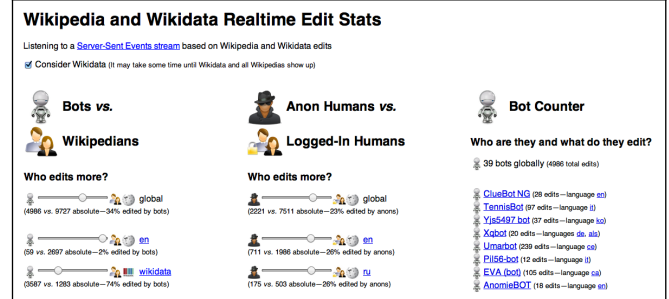 Wikipedia and Wikidata Realtime Edit Stats
Listening to a Server-Sent Events stream based on Wikipedia and Wikidata edits
Consider Wikidata (It may take some time until Wikidata and all Wikipedias show up)
Bots vs.
Wikipedians
Who edits more?
global
(4986 vs. 9727 absolute—34% edited by bots)
en
(59 vs. 2697 absolute—2% edited by bots)
wikidata
(3587 vs. 1283 absolute—74% edited by bots)
Anon Humans vs.
Logged-In Humans
Who edits more?
global
(2221 vs. 7511 absolute—23% edited by anons)
en
(711 vs. 1986 absolute—26% edited by anons)
ru
(175 vs. 503 absolute—26% edited by anons)
Bot Counter
Who are they and what do they edit?
39 bots globally (4986 total edits)
ClueBot NG (28 edits—language en)
TennisBot (97 edits—language it)
Yjs5497 bot (37 edits—language ko)
Xqbot (20 edits—languages de, als)
Umarbot (239 edits—language ce)
Pil56-bot (12 edits—language it)
EVA (bot) (105 edits—language ca)
AnomieBOT (18 edits—language en)